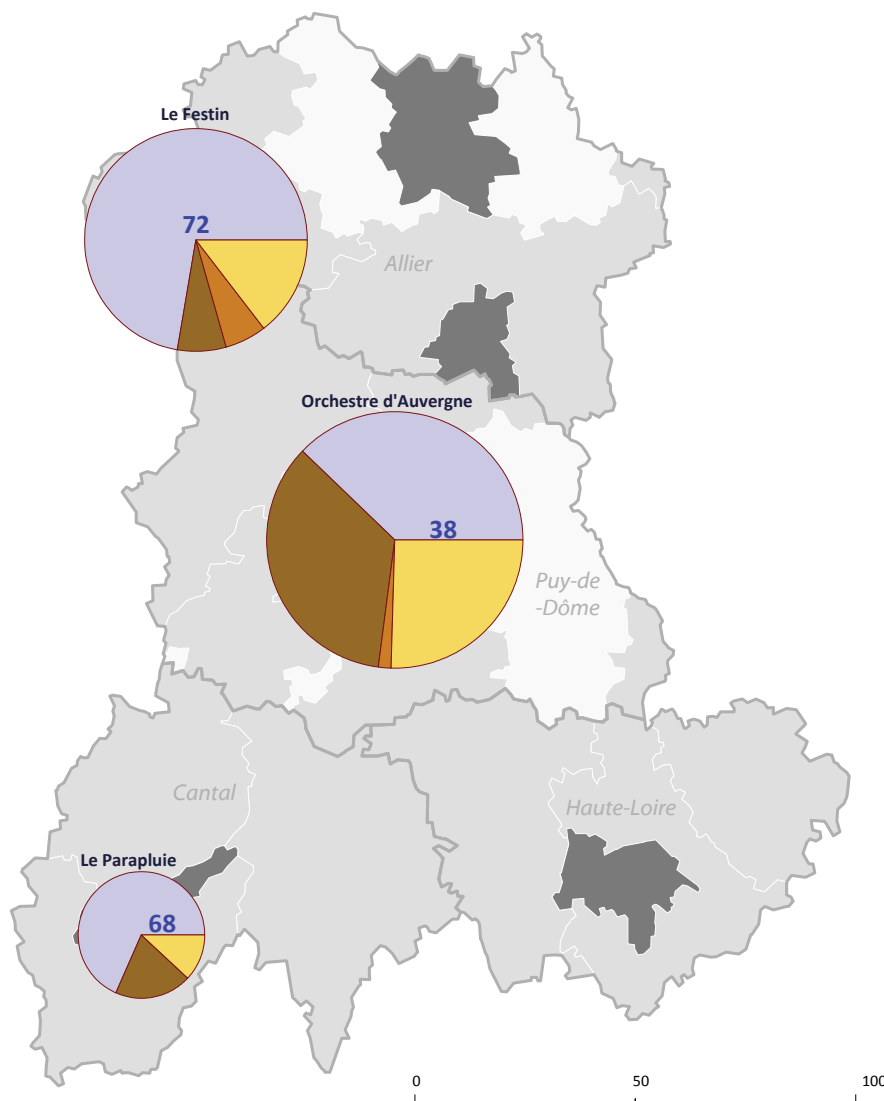 Le Festin
72
Allier
Orchestre d'Auvergne
38
Puy-de
-Dôme
Cantal
Haute-Loire
Le Parapluie
68
0 50 100